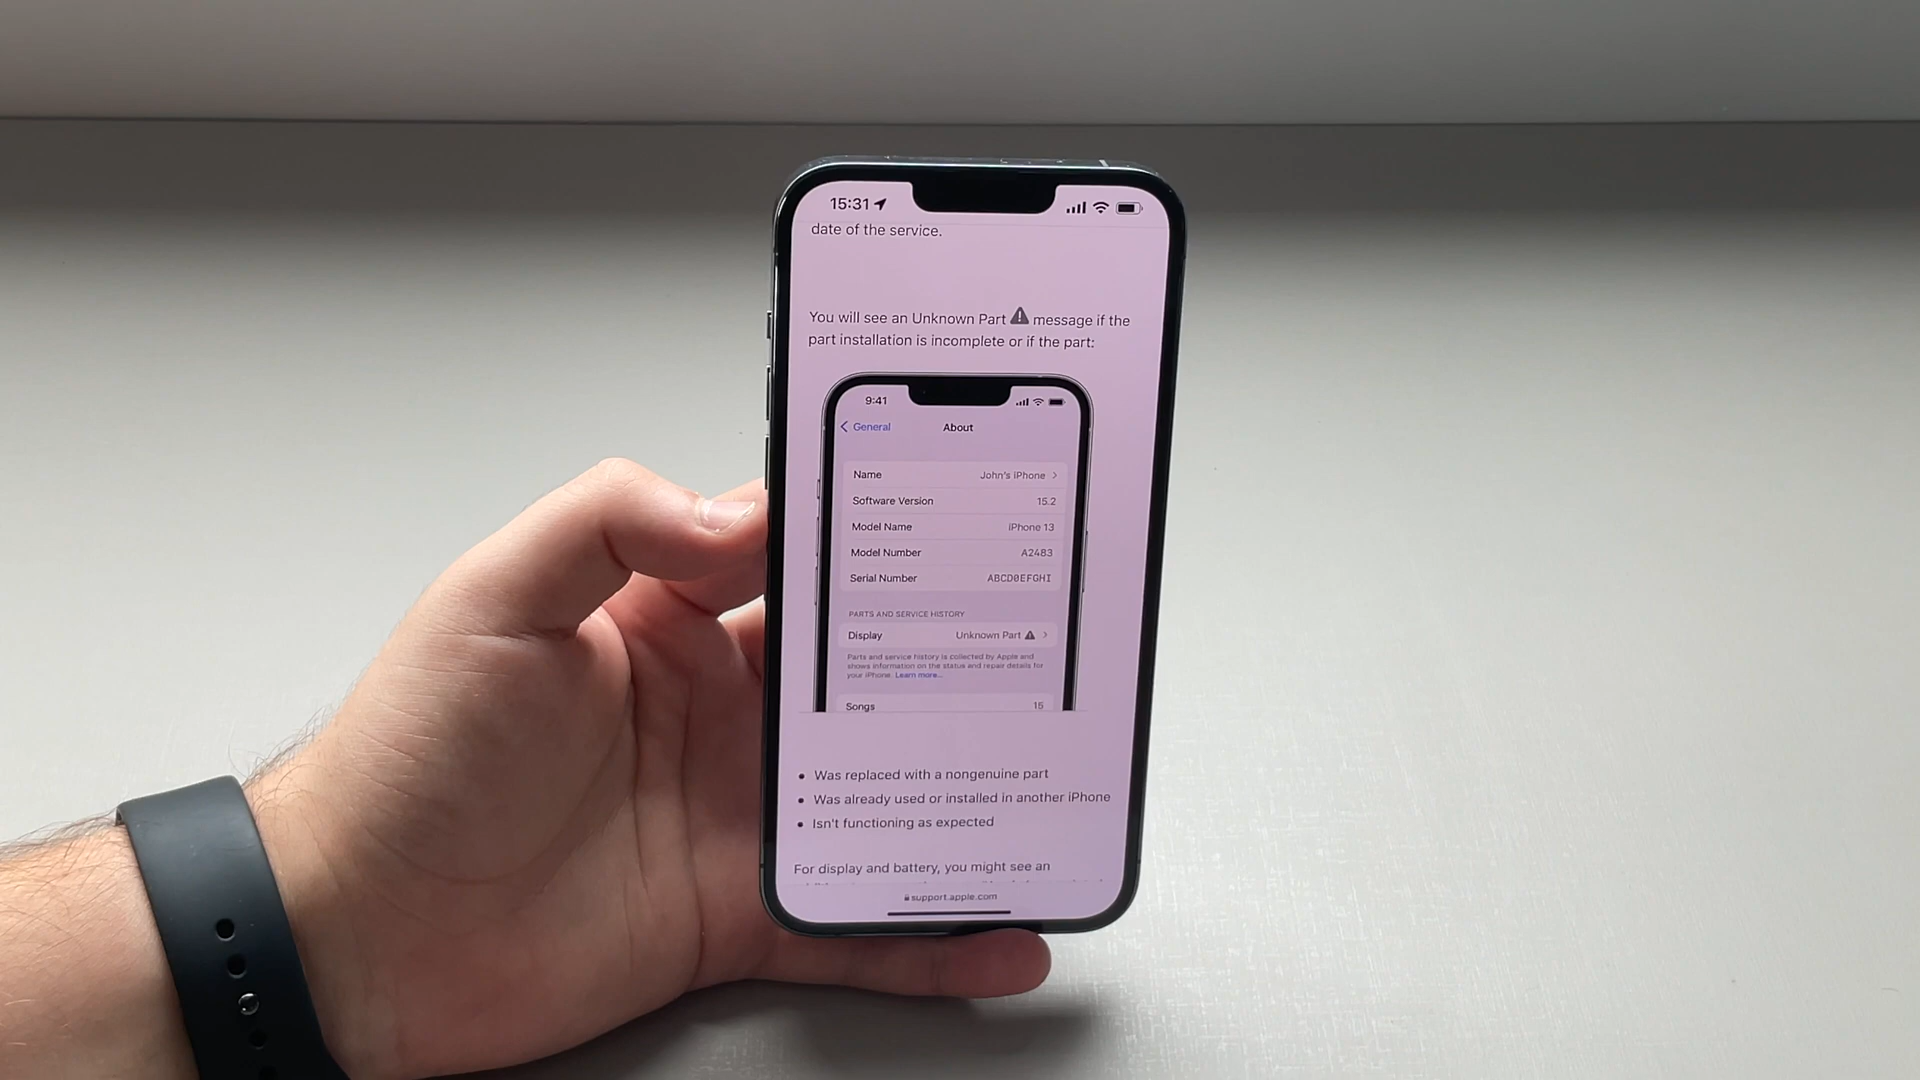 15:31
date of the service.
You will see an Unknown Part message if the
part installation is incomplete or if the part:
9:41
General About
Name John's iPhone
Software Version 15.2
Model Name iPhone 13
Model Number A2483
Serial Number ABCD0EFGHI
PARTS AND SERVICE HISTORY
Display Unknown Part
Parts and service history is collected by Apple and
shows information on the status and repair details for
your iPhone. Learn more...
Songs 15
• Was replaced with a nongenuine part
• Was already used or installed in another iPhone
• Isn't functioning as expected
For display and battery, you might see an
support.apple.com